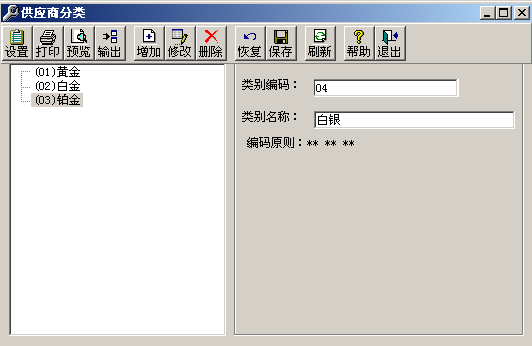 供应商分类
设置 打印 预览 输出 增加 修改 删除 恢复 保存 刷新 帮助 退出
(01)黄金
(02)白金
(03)铂金
类别编码： 04
类别名称： 白银
编码原则：** ** **